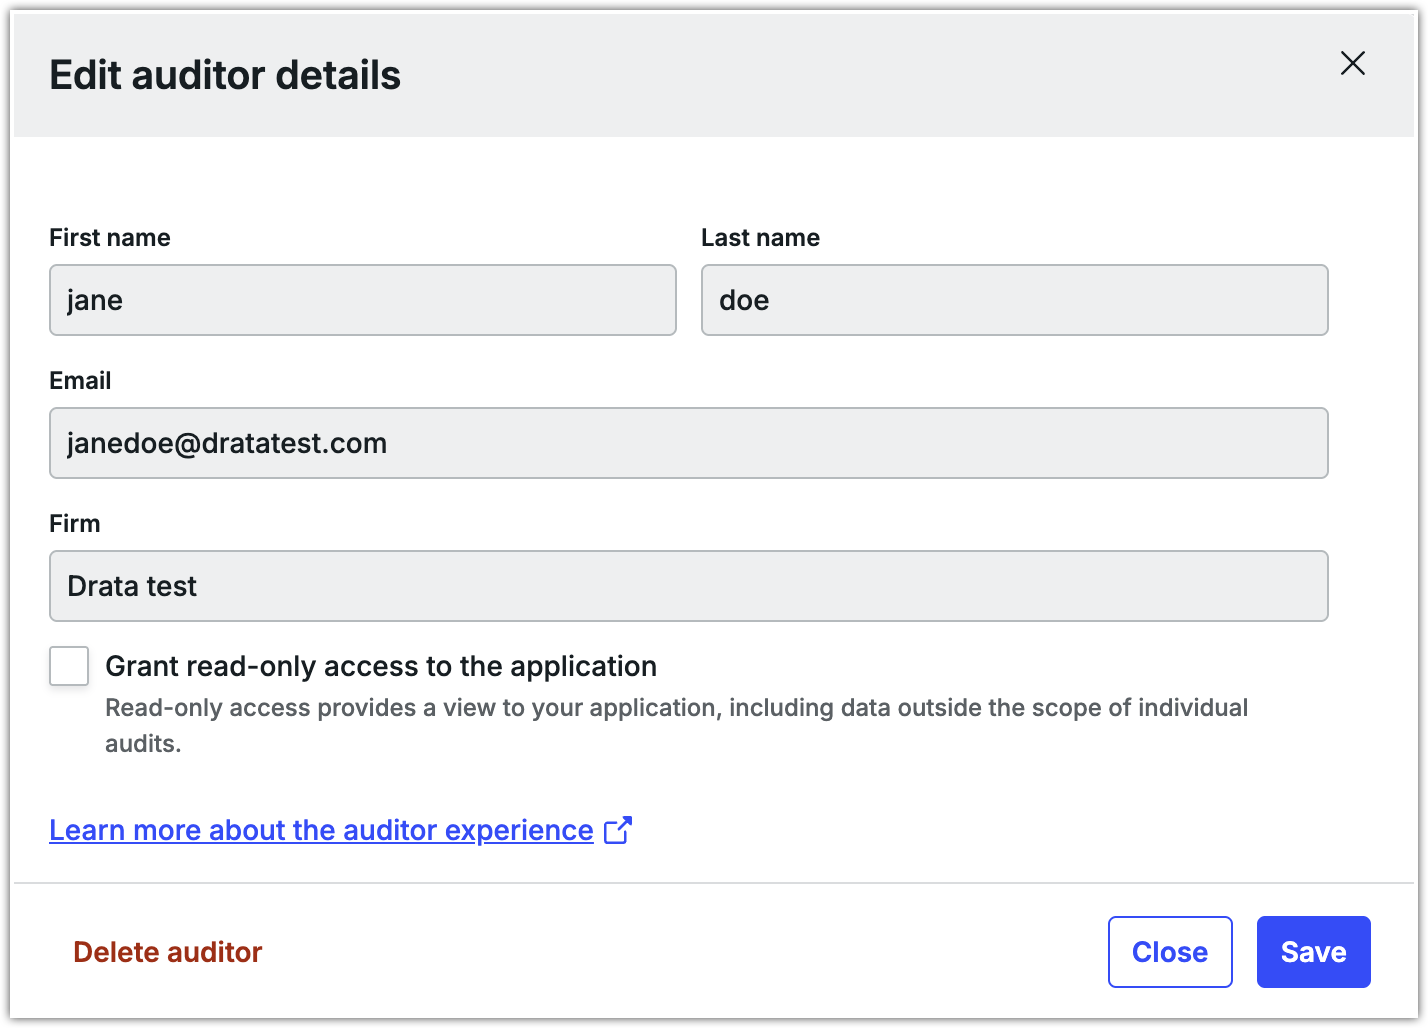 Edit auditor details
First name
Last name
jane
doe
Email
janedoe@dratatest.com
Firm
Drata test
Grant read-only access to the application
Read-only access provides a view to your application, including data outside the scope of individual
audits.
Learn more about the auditor experience
Delete auditor
Close
Save